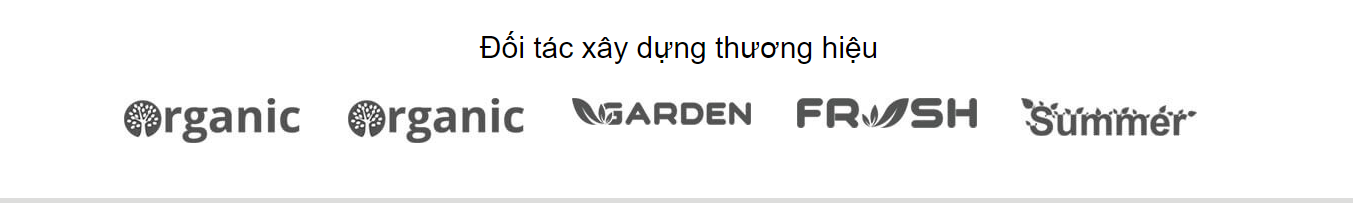 Đối tác xây dựng thương hiệu
Organic Organic GARDEN FRESH Summer